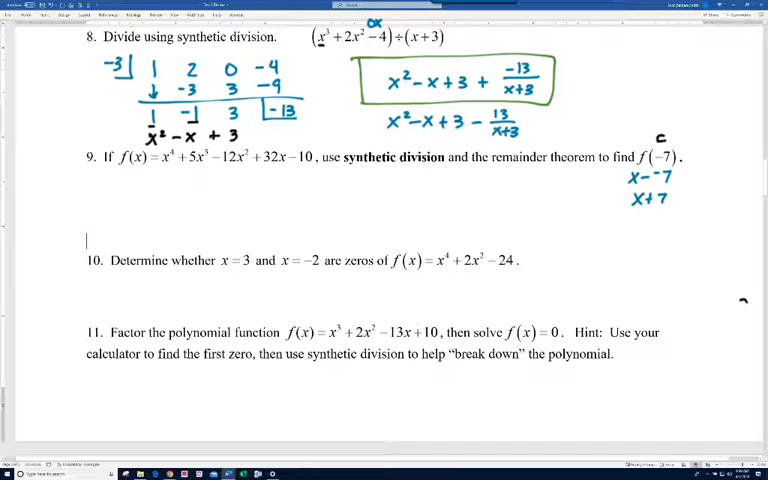 8. Divide using synthetic division. (x³ + 2x² - 4) ÷ (x + 3)
0x
-3 1 2 0 -4
↓ -3 3 -9
1 -1 3 -13
x² - x + 3
x² - x + 3 + -13/(x+3)
x² - x + 3 - 13/(x+3)
9. If f(x) = x⁴ + 5x³ - 12x² + 32x - 10, use synthetic division and the remainder theorem to find f(-7).
c
x - -7
x + 7
10. Determine whether x = 3 and x = -2 are zeros of f(x) = x⁴ + 2x² - 24.
11. Factor the polynomial function f(x) = x³ + 2x² - 13x + 10, then solve f(x) = 0. Hint: Use your
calculator to find the first zero, then use synthetic division to help “break down” the polynomial.